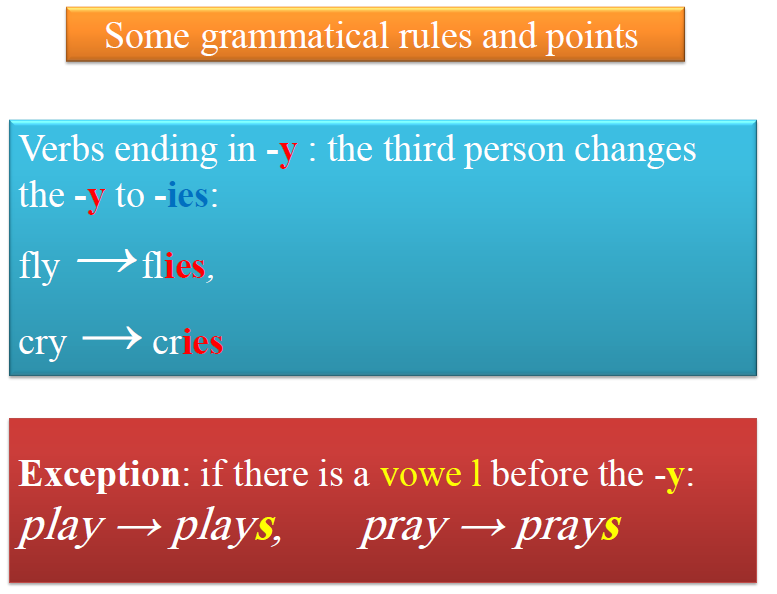 Some grammatical rules and points
Verbs ending in -y : the third person changes
the -y to -ies:
fly ⟶ flies,
cry ⟶ cries
Exception: if there is a vowe l before the -y:
play → plays, pray → prays